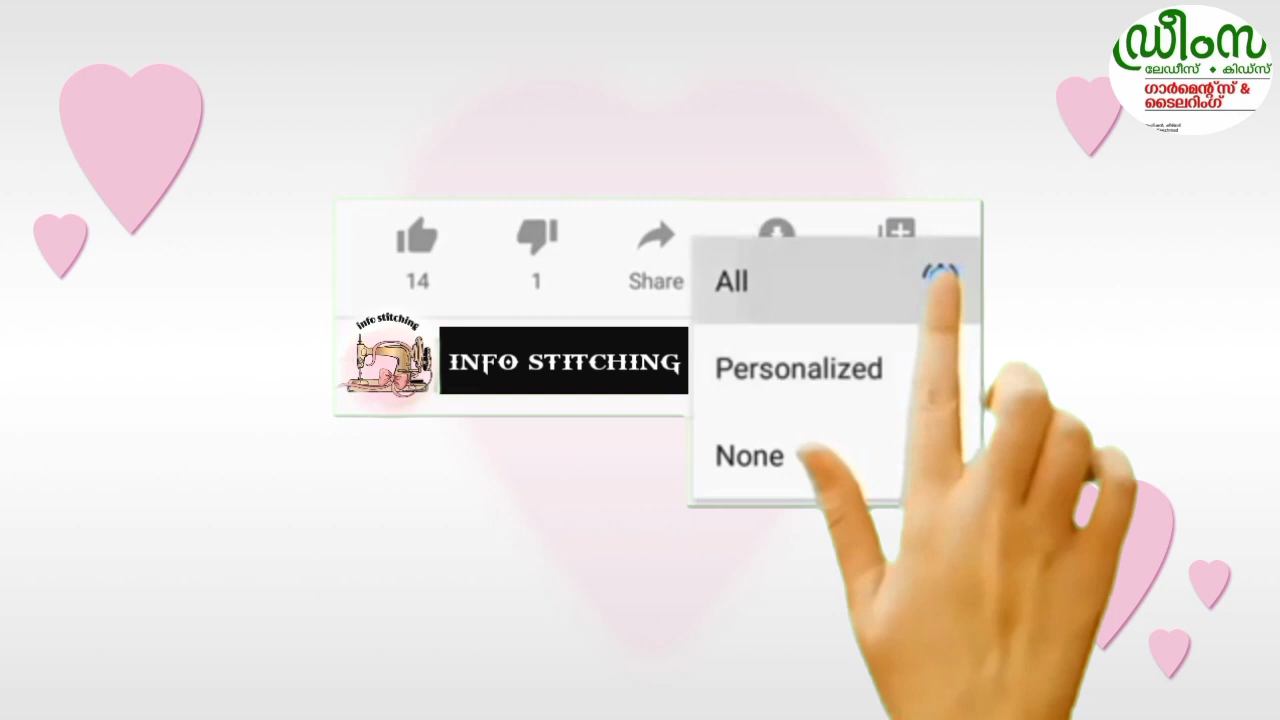 ഡ്രീംസ
ലേഡീസ് ♦ കിഡ്സ്
ഗാർമെന്റ്സ് &
ടൈലറിംഗ്
14
1
Share
All
info stitching
INFO STITCHING
Personalized
None